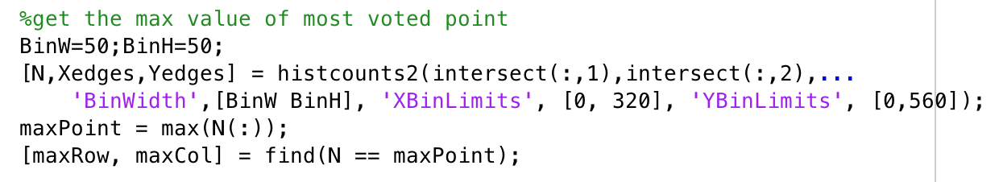 %get the max value of most voted point
BinW=50;BinH=50;
[N,Xedges,Yedges] = histcounts2(intersect(:,1),intersect(:,2),...
'BinWidth',[BinW BinH], 'XBinLimits', [0, 320], 'YBinLimits', [0,560]);
maxPoint = max(N(:));
[maxRow, maxCol] = find(N == maxPoint);